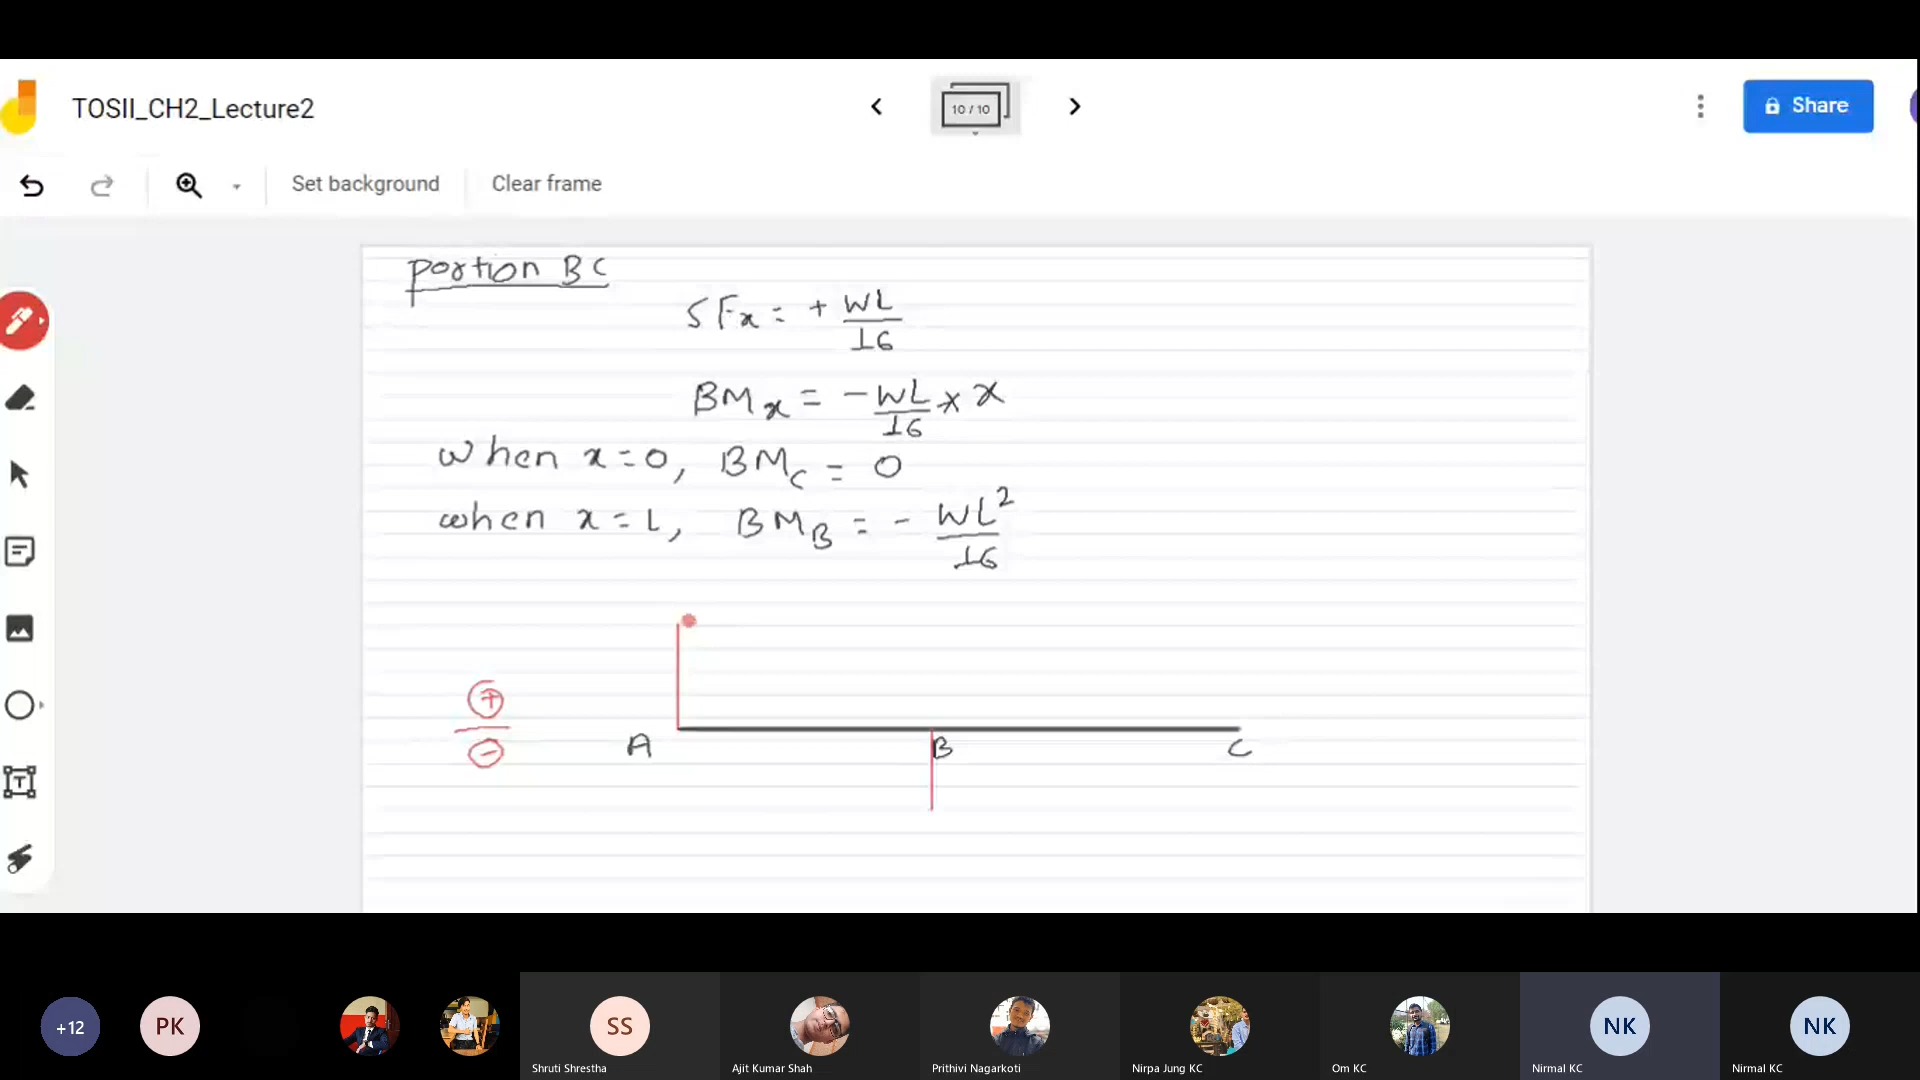 TOSII_CH2_Lecture2
10 / 10
Share
Set background
Clear frame
portion BC
SFx = + WL/16
BMx = - WL/16 × x
when x=0, BMC = 0
when x=L, BMB = - WL²/16
+
-
A
B
C
T
+12
PK
SS
NK
NK
Shruti Shrestha
Ajit Kumar Shah
Prithivi Nagarkoti
Nirpa Jung KC
Om KC
Nirmal KC
Nirmal KC